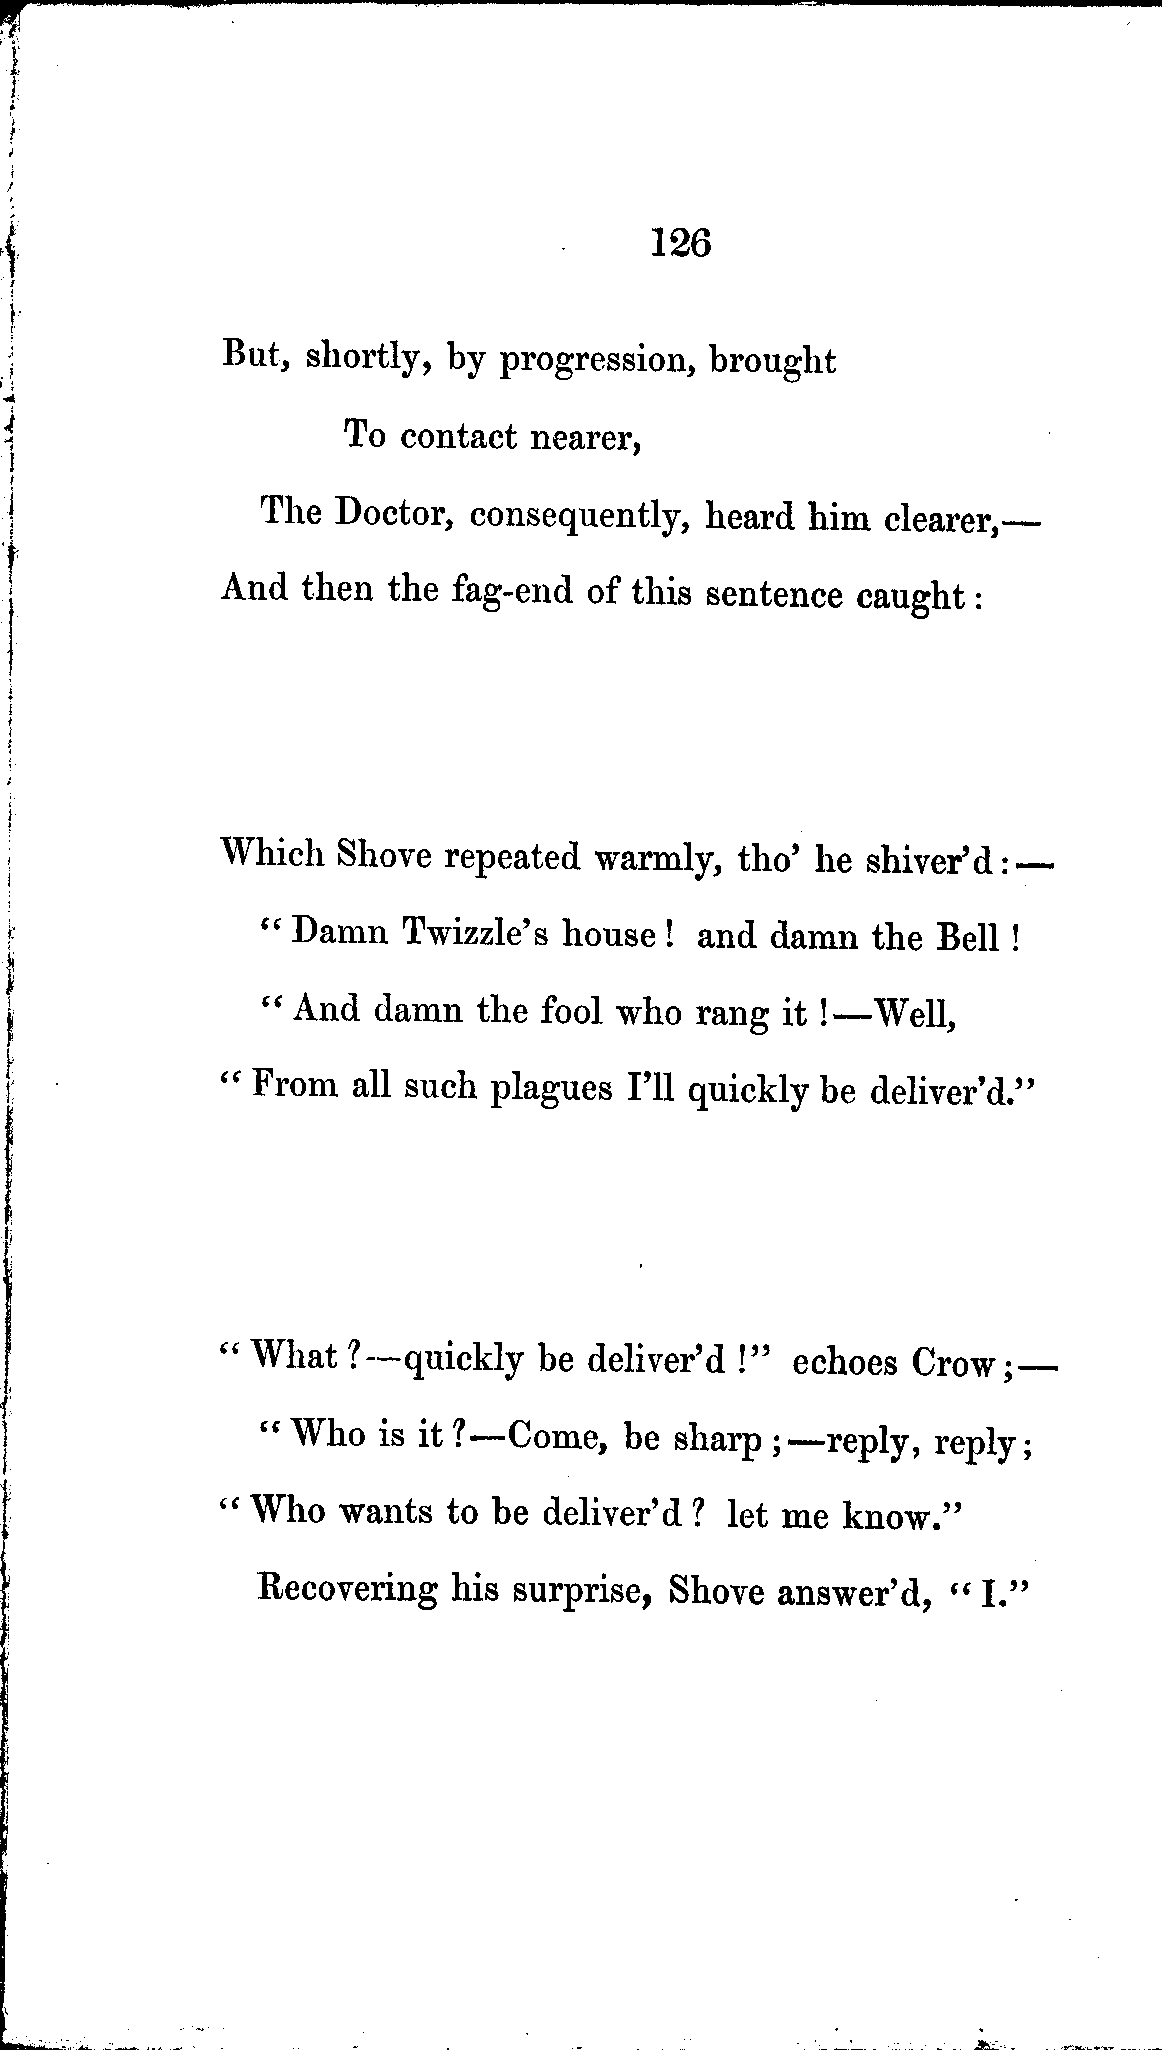 126
But, shortly, by progression, brought
To contact nearer,
The Doctor, consequently, heard him clearer,—
And then the fag-end of this sentence caught :
Which Shove repeated warmly, tho' he shiver'd :—
“ Damn Twizzle's house ! and damn the Bell !
“ And damn the fool who rang it !—Well,
“ From all such plagues I'll quickly be deliver'd.”
“ What ?—quickly be deliver'd !” echoes Crow ;—
“ Who is it ?—Come, be sharp ;—reply, reply ;
“ Who wants to be deliver'd ? let me know.”
Recovering his surprise, Shove answer'd, “ I.”